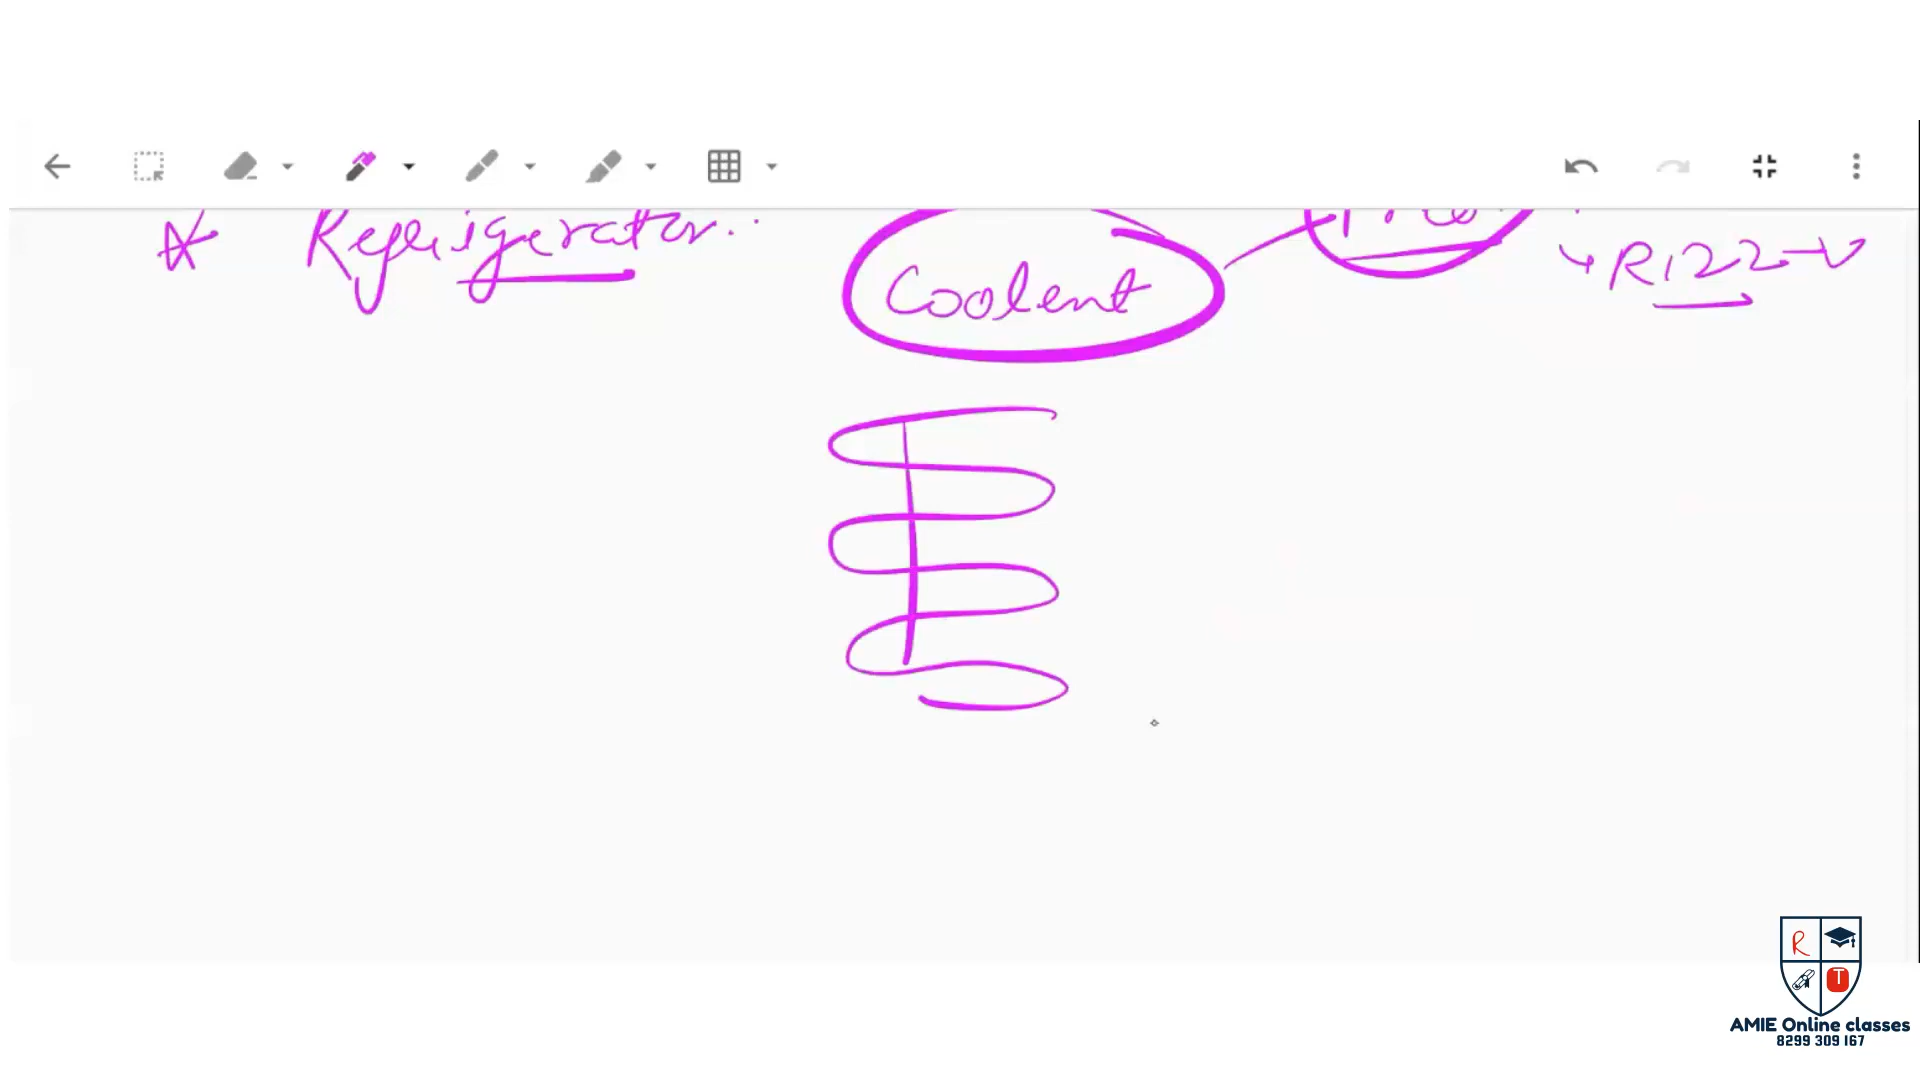 * Refrigerator:
Coolent
↳ R122-V
R
T
AMIE Online classes
8299 309 167